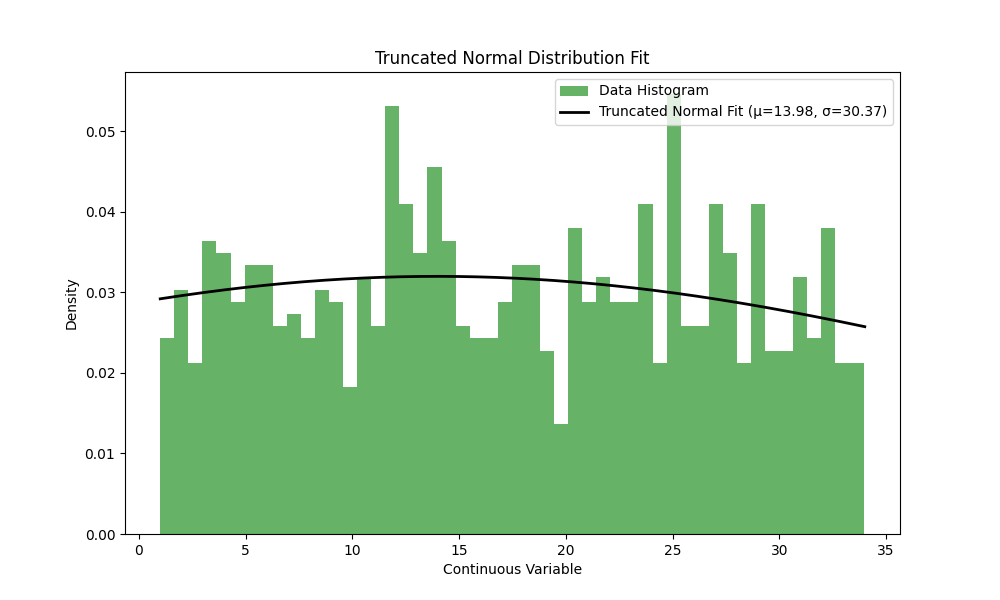 Truncated Normal Distribution Fit
Data Histogram
Truncated Normal Fit (μ=13.98, σ=30.37)
Density
0.05
0.04
0.03
0.02
0.01
0.00
0 5 10 15 20 25 30 35
Continuous Variable